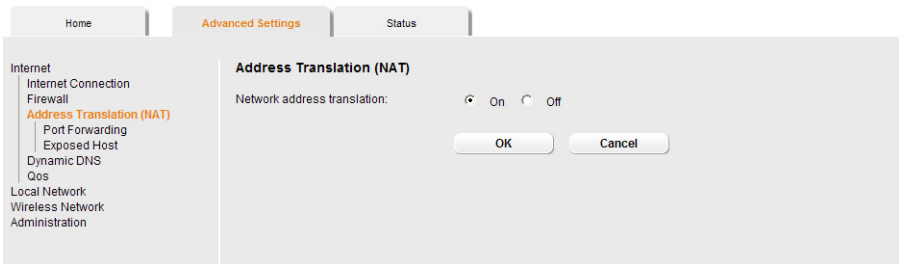 Home
Advanced Settings
Status
Internet
Internet Connection
Firewall
Address Translation (NAT)
Port Forwarding
Exposed Host
Dynamic DNS
Qos
Local Network
Wireless Network
Administration
Address Translation (NAT)
Network address translation: On Off
OK Cancel